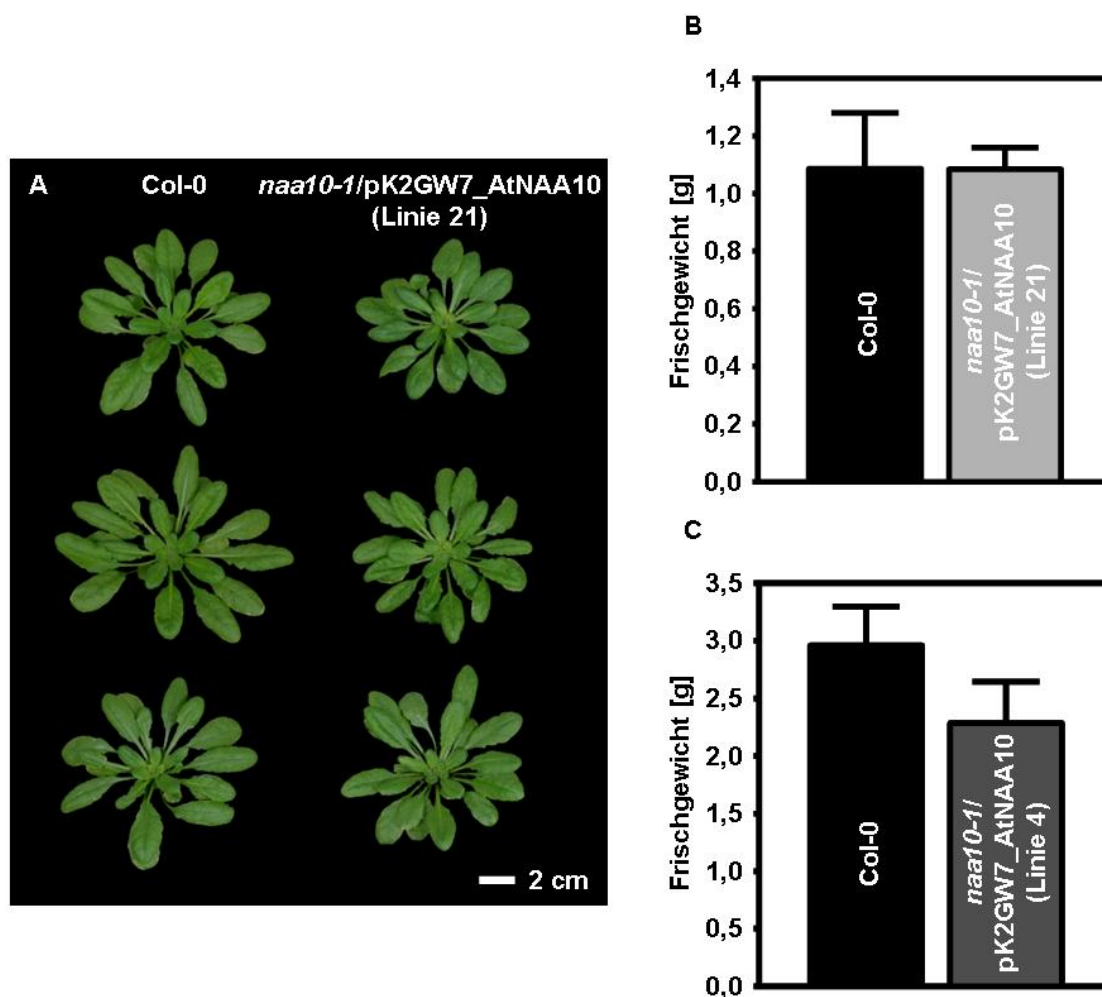 A
Col-0
naa10-1/pK2GW7_AtNAA10
(Linie 21)
2 cm
B
Frischgewicht [g]
1,4
1,2
1,0
0,8
0,6
0,4
0,2
0,0
Col-0
naa10-1/
pK2GW7_AtNAA10
(Linie 21)
C
Frischgewicht [g]
3,5
3,0
2,5
2,0
1,5
1,0
0,5
0,0
Col-0
naa10-1/
pK2GW7_AtNAA10
(Linie 4)